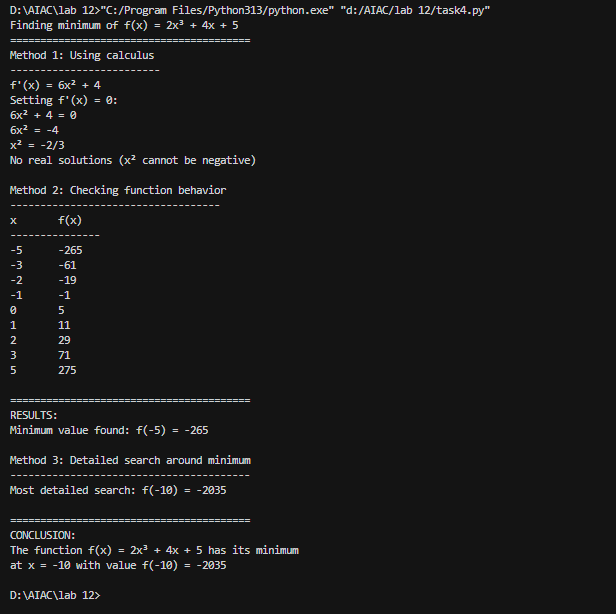 D:\AIAC\lab 12>"C:/Program Files/Python313/python.exe" "d:/AIAC/lab 12/task4.py"
Finding minimum of f(x) = 2x³ + 4x + 5
========================================
Method 1: Using calculus
-------------------------
f'(x) = 6x² + 4
Setting f'(x) = 0:
6x² + 4 = 0
6x² = -4
x² = -2/3
No real solutions (x² cannot be negative)

Method 2: Checking function behavior
-----------------------------------
x       f(x)
---------------
-5      -265
-3      -61
-2      -19
-1      -1
0       5
1       11
2       29
3       71
5       275

========================================
RESULTS:
Minimum value found: f(-5) = -265

Method 3: Detailed search around minimum
----------------------------------------
Most detailed search: f(-10) = -2035

========================================
CONCLUSION:
The function f(x) = 2x³ + 4x + 5 has its minimum
at x = -10 with value f(-10) = -2035

D:\AIAC\lab 12>